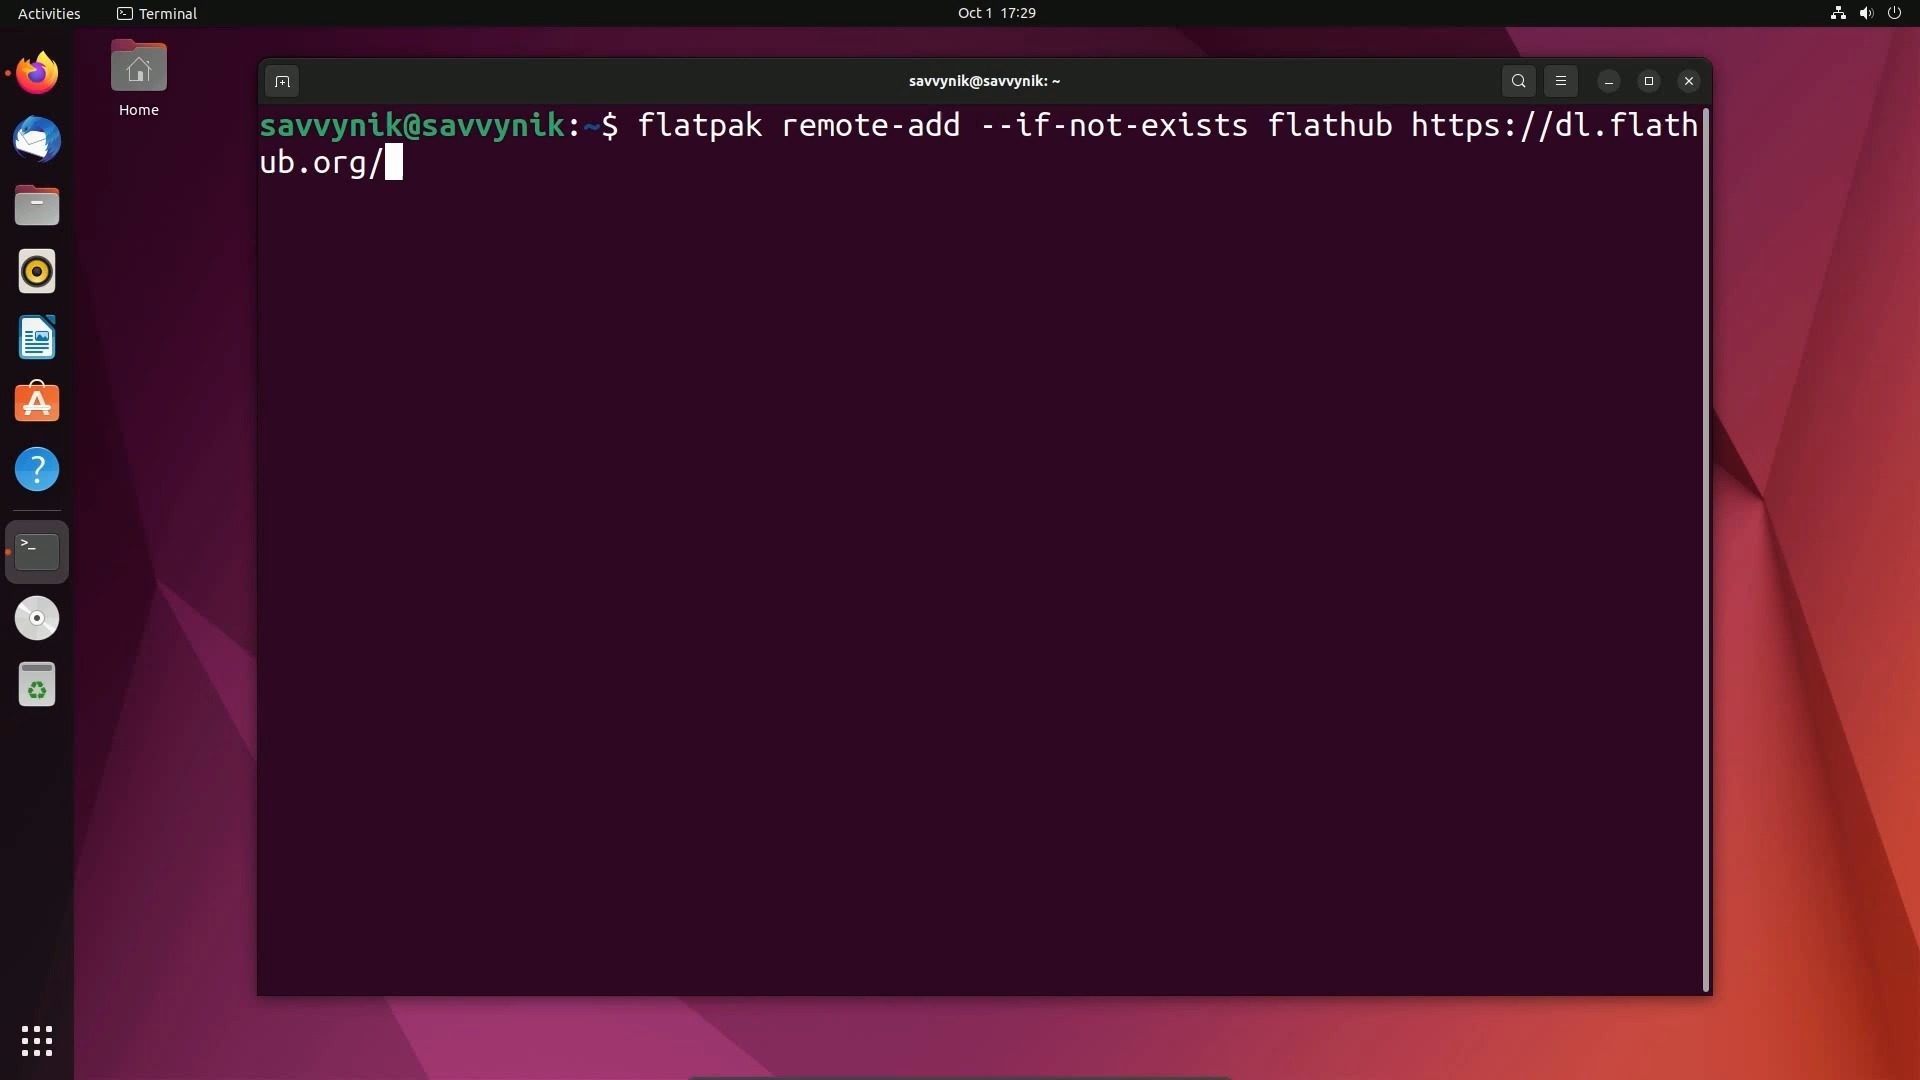 Activities
Terminal
Oct 1 17:29
Home
savvynik@savvynik: ~
savvynik@savvynik:~$ flatpak remote-add --if-not-exists flathub https://dl.flath
ub.org/